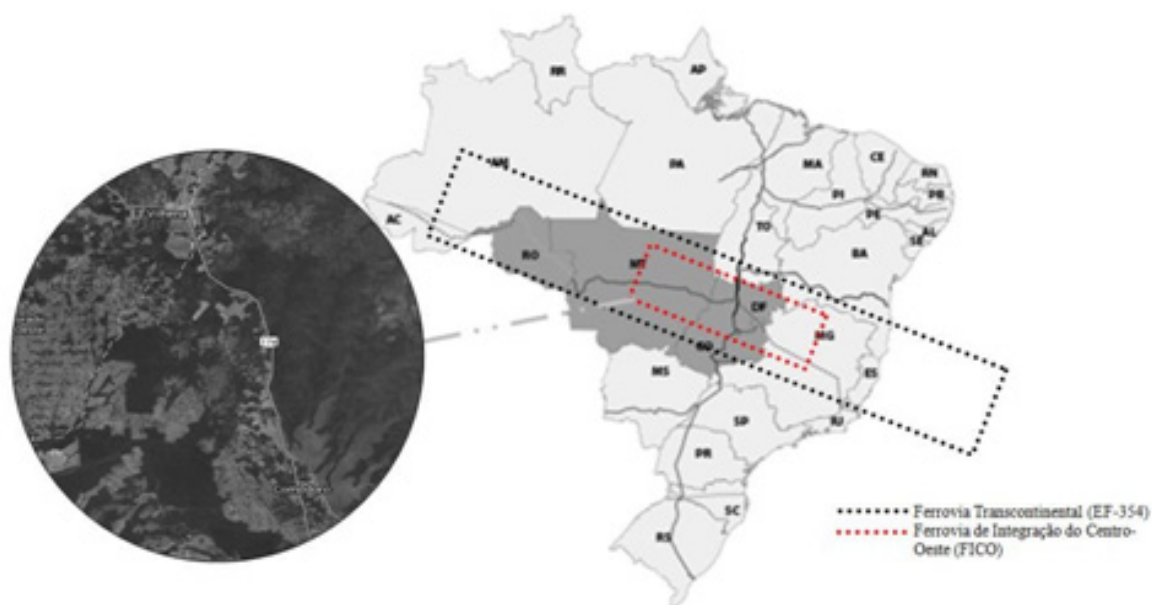 RR
AP
AM
PA
MA
CE
RN
PB
PI
PE
AL
SE
AC
TO
BA
RO
MT
DF
GO
MG
ES
MS
SP
RJ
PR
SC
RS
Ferrovia Transcontinental (EF-354)
Ferrovia de Integração do Centro-
Oeste (FICO)